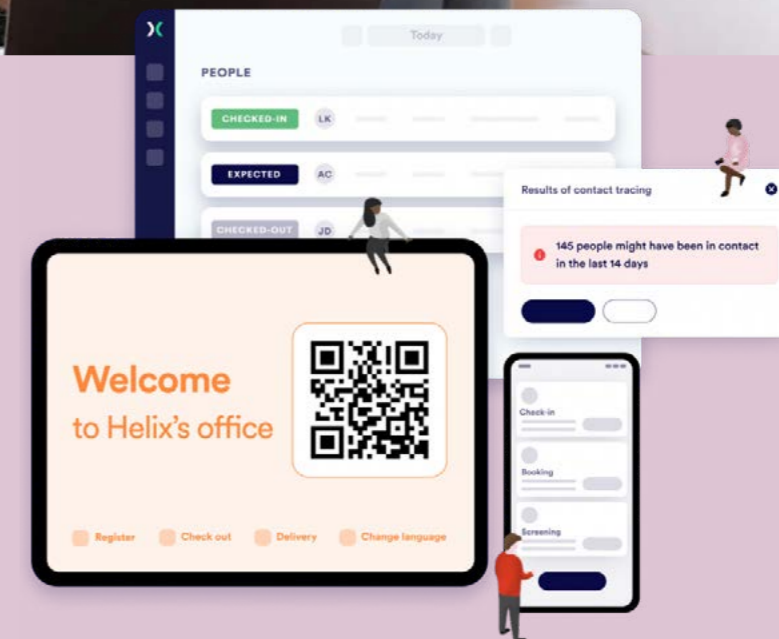 Today
PEOPLE
CHECKED-IN LK
EXPECTED AC
CHECKED-OUT JD
Results of contact tracing
145 people might have been in contact
in the last 14 days
Welcome
to Helix's office
Register Check out Delivery Change language
Check-in
Booking
Screening